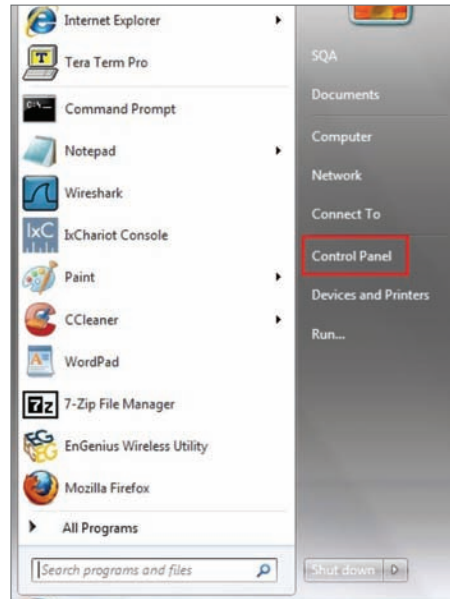 Internet Explorer
Tera Term Pro
C:\
Command Prompt
Notepad
Wireshark
IxC
IxChariot Console
Paint
CCleaner
WordPad
7z 7-Zip File Manager
EnGenius Wireless Utility
Mozilla Firefox
All Programs
Search programs and files
SQA
Documents
Computer
Network
Connect To
Control Panel
Devices and Printers
Run...
Shut down